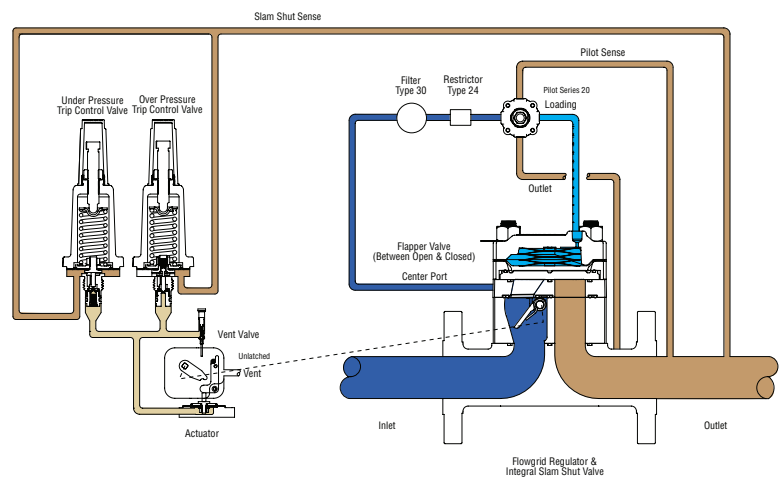 Slam Shut Sense
Pilot Sense
Filter
Type 30
Restrictor
Type 24
Pilot Series 20
Loading
Under Pressure
Trip Control Valve
Over Pressure
Trip Control Valve
Outlet
Flapper Valve
(Between Open & Closed)
Center Port
Vent Valve
Unlatched
Vent
Actuator
Inlet
Outlet
Flowgrid Regulator &
Integral Slam Shut Valve